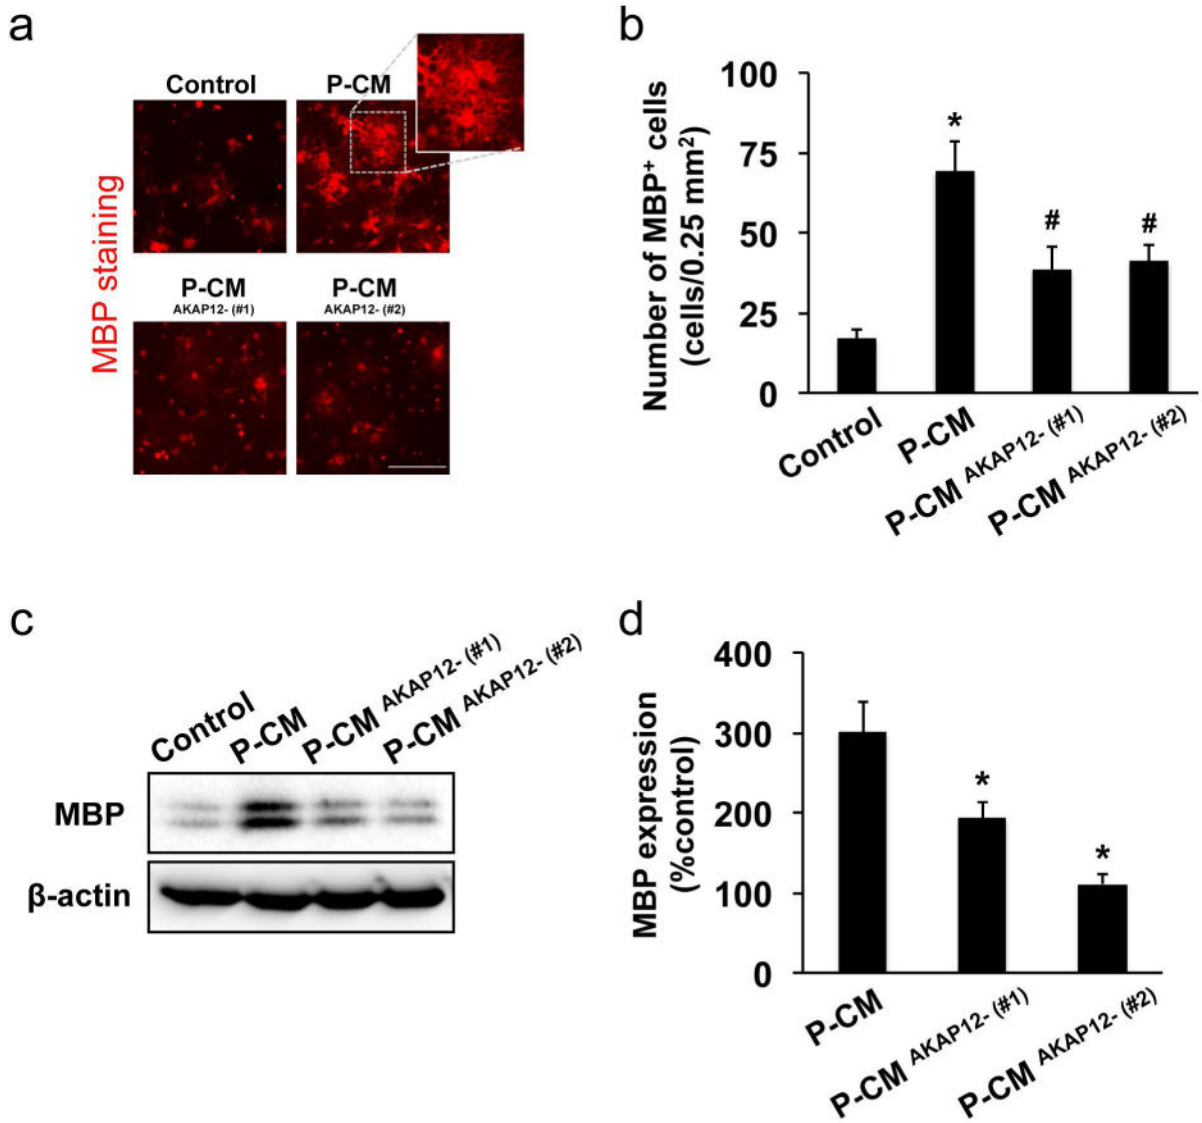 a
Control
P-CM
MBP staining
P-CM
AKAP12- (#1)
P-CM
AKAP12- (#2)
b
Number of MBP⁺ cells
(cells/0.25 mm²)
100
75
50
25
0
*
#
#
Control
P-CM
P-CM AKAP12- (#1)
P-CM AKAP12- (#2)
c
Control
P-CM
P-CM AKAP12- (#1)
P-CM AKAP12- (#2)
MBP
β-actin
d
MBP expression
(%control)
400
300
200
100
0
*
*
P-CM
P-CM AKAP12- (#1)
P-CM AKAP12- (#2)